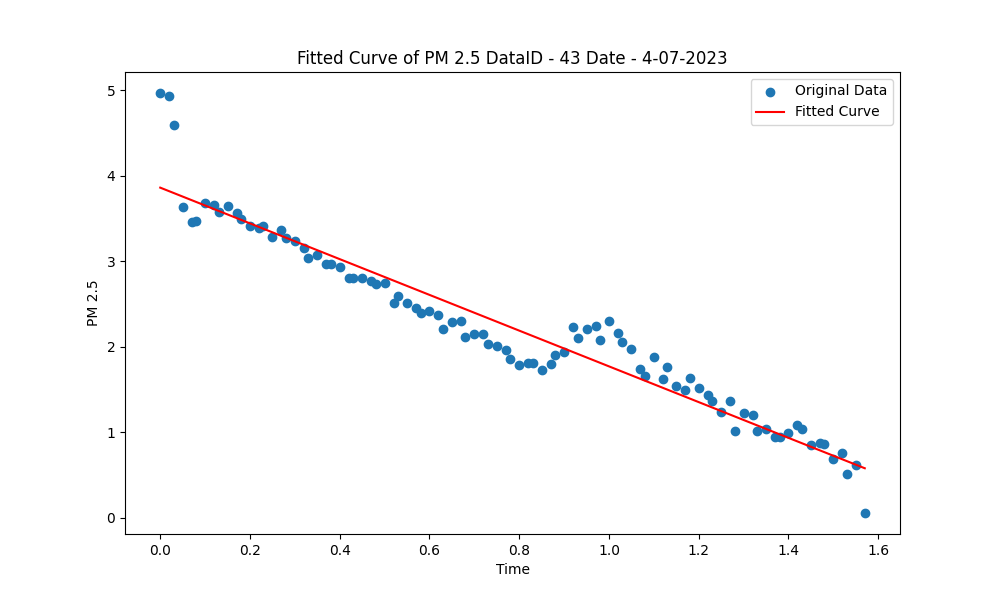 Fitted Curve of PM 2.5 DataID - 43 Date - 4-07-2023
Original Data
Fitted Curve
PM 2.5
5
4
3
2
1
0
0.0 0.2 0.4 0.6 0.8 1.0 1.2 1.4 1.6
Time